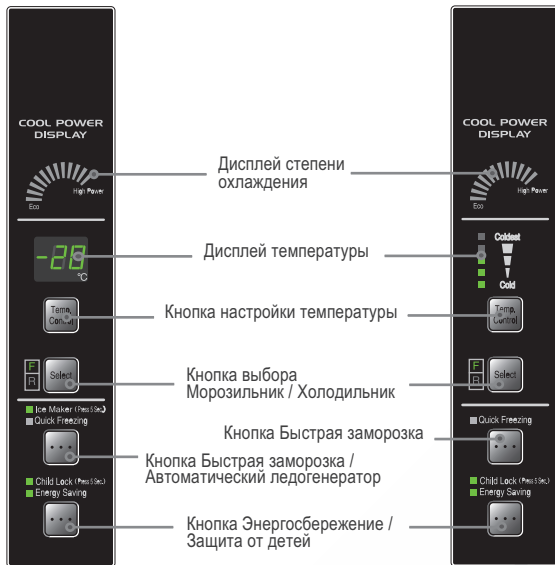 COOL POWER
DISPLAY
High Power
Eco
-28
°C
Temp.
Control
F
R
Select
Ice Maker (Press 5 Sec.)
Quick Freezing
...
Child Lock (Press 5 Sec.)
Energy Saving
...
Дисплей степени
охлаждения
Дисплей температуры
Кнопка настройки температуры
Кнопка выбора
Морозильник / Холодильник
Кнопка Быстрая заморозка
Кнопка Быстрая заморозка /
Автоматический ледогенератор
Кнопка Энергосбережение /
Защита от детей
COOL POWER
DISPLAY
High Power
Eco
Coldest
Cold
Temp.
Control
F
R
Select
Quick Freezing
...
Child Lock (Press 5 Sec.)
Energy Saving
...